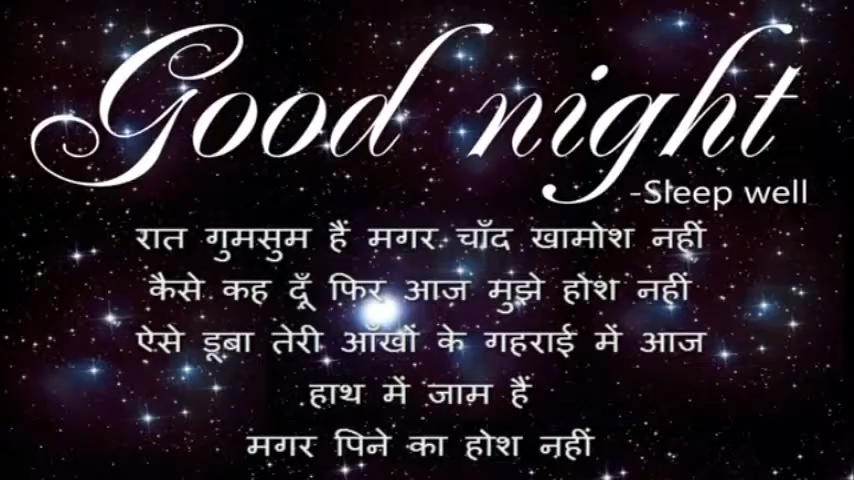 Good night
-Sleep well
रात गुमसुम हैं मगर चाँद खामोश नहीं
कैसे कह दूँ फिर आज मुझे होश नहीं
ऐसे डूबा तेरी आँखों के गहराई में आज
हाथ में जाम हैं
मगर पिने का होश नहीं